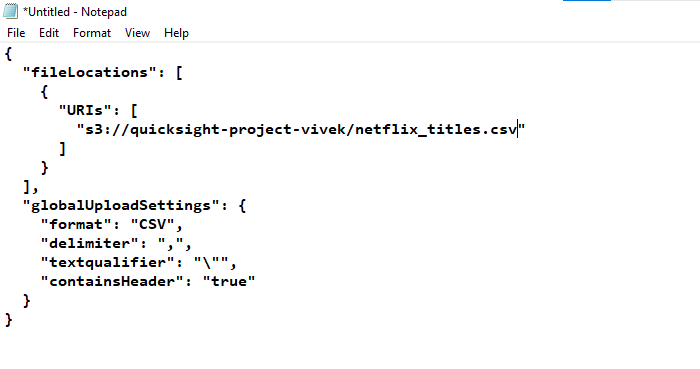 *Untitled - Notepad
File Edit Format View Help
{
  "fileLocations": [
    {
      "URIs": [
        "s3://quicksight-project-vivek/netflix_titles.csv"
      ]
    }
  ],
  "globalUploadSettings": {
    "format": "CSV",
    "delimiter": ",",
    "textqualifier": "\"",
    "containsHeader": "true"
  }
}